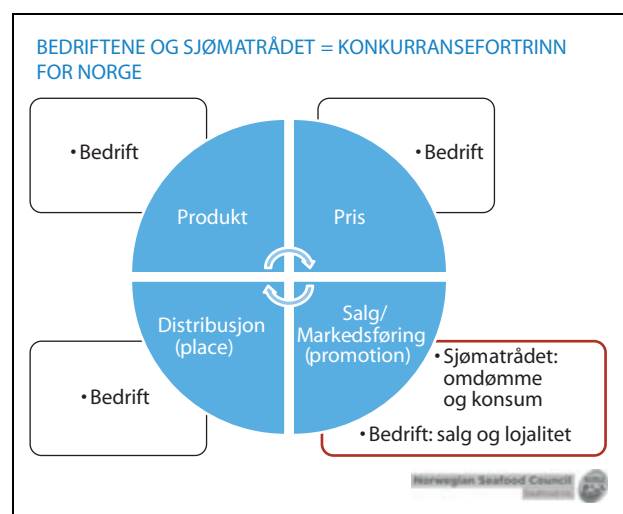 BEDRIFTENE OG SJØMATRÅDET = KONKURRANSEFORTRINN
FOR NORGE
• Bedrift
• Bedrift
Produkt
Pris
Distribusjon
(place)
Salg/
Markedsføring
(promotion)
• Bedrift
• Sjømatrådet:
omdømme
og konsum
• Bedrift: salg og lojalitet
Norwegian Seafood Council